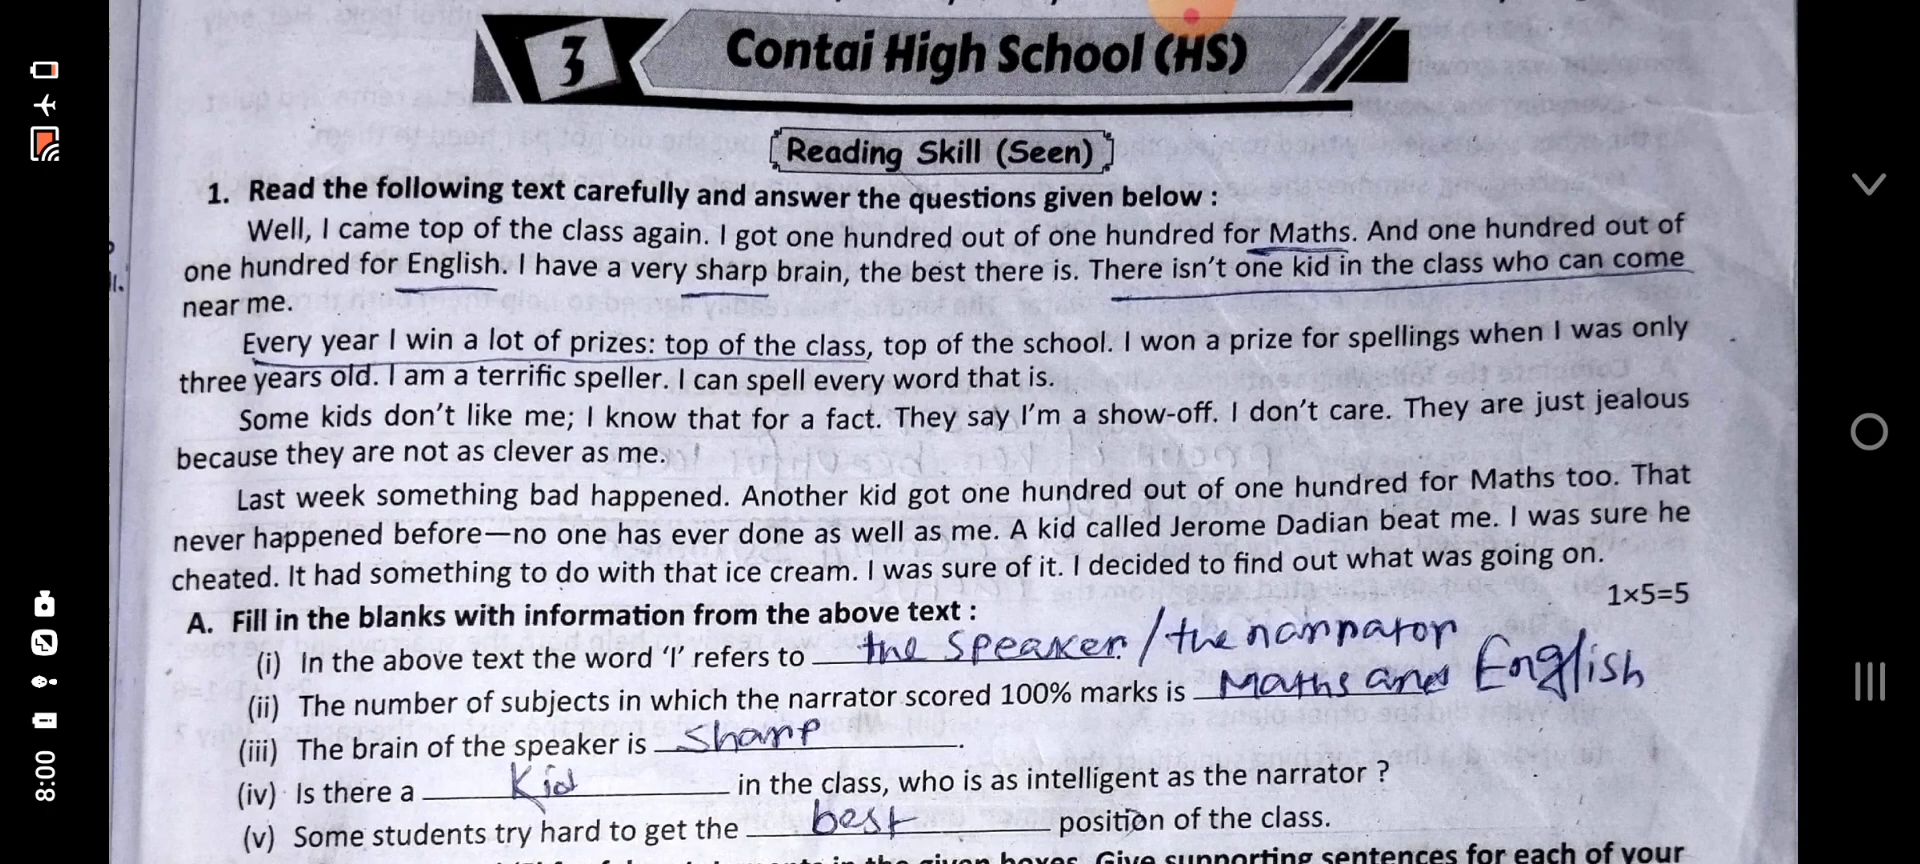 3 Contai High School (HS)
Reading Skill (Seen)
1. Read the following text carefully and answer the questions given below :
Well, I came top of the class again. I got one hundred out of one hundred for Maths. And one hundred out of
one hundred for English. I have a very sharp brain, the best there is. There isn't one kid in the class who can come
near me.
Every year I win a lot of prizes: top of the class, top of the school. I won a prize for spellings when I was only
three years old. I am a terrific speller. I can spell every word that is.
Some kids don't like me; I know that for a fact. They say I'm a show-off. I don't care. They are just jealous
because they are not as clever as me.
Last week something bad happened. Another kid got one hundred out of one hundred for Maths too. That
never happened before—no one has ever done as well as me. A kid called Jerome Dadian beat me. I was sure he
cheated. It had something to do with that ice cream. I was sure of it. I decided to find out what was going on.
A. Fill in the blanks with information from the above text : 1×5=5
(i) In the above text the word 'I' refers to the speaker / the narrator
(ii) The number of subjects in which the narrator scored 100% marks is Maths and English
(iii) The brain of the speaker is sharp.
(iv) Is there a Kid in the class, who is as intelligent as the narrator ?
(v) Some students try hard to get the best position of the class.
in the given boxes. Give supporting sentences for each of your
8:00